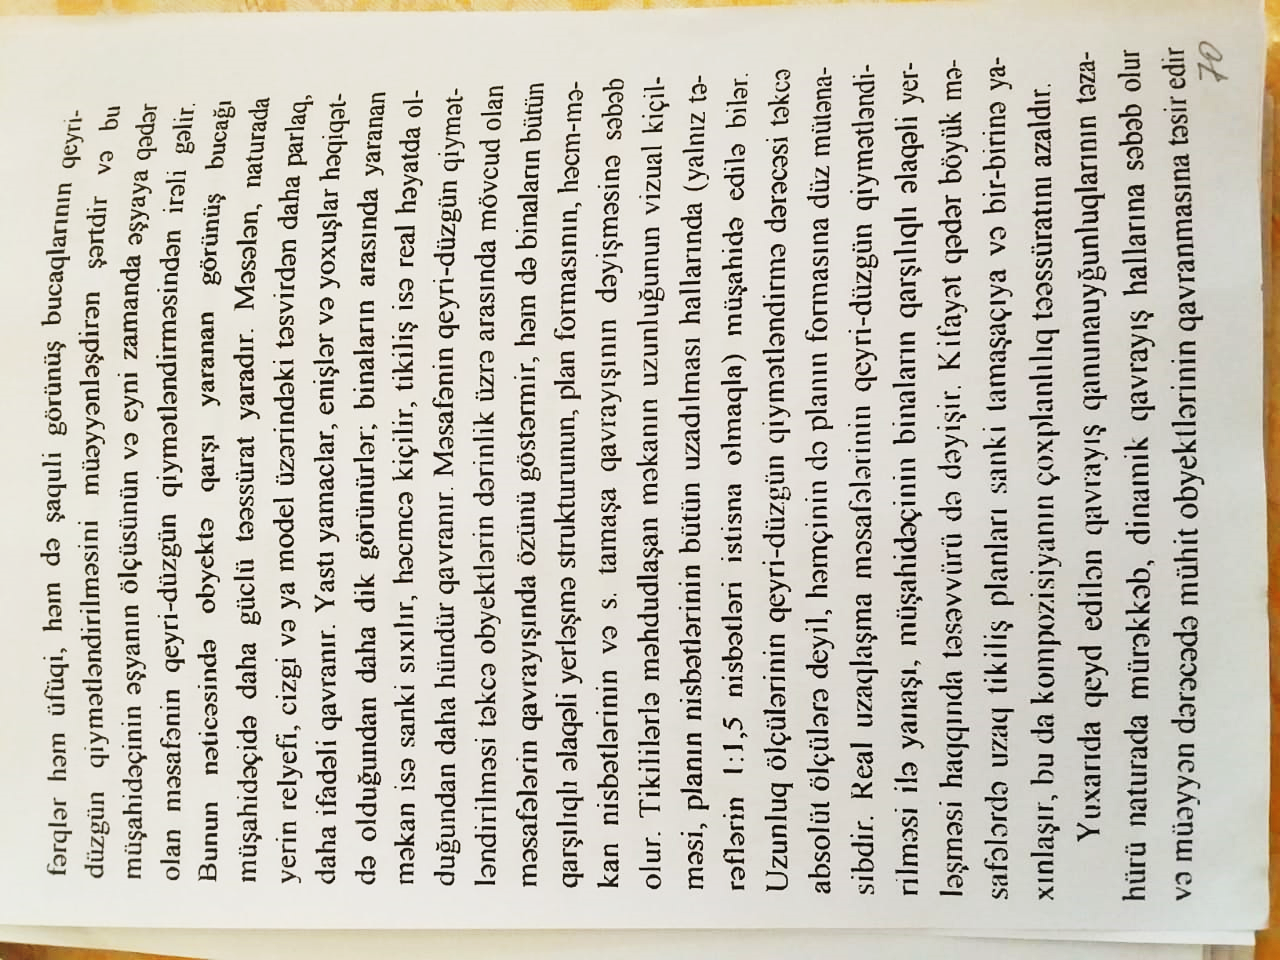 fərqlər həm üfüqi, həm də şaquli görünüş bucaqlarının qeyri-
düzgün qiymətləndirilməsini müəyyənləşdirən şərtdir və bu
müşahidəçinin əşyanın ölçüsünün və eyni zamanda əşyaya qədər
olan məsafənin qeyri-düzgün qiymətləndirməsindən irəli gəlir.
Bunun nəticəsində obyektə qarşı yaranan görünüş bucağı
müşahidəçidə daha güclü təəssürat yaradır. Məsələn, naturada
yerin relyefi, cizgi və ya model üzərindəki təsvirdən daha parlaq,
daha ifadəli qavranır. Yastı yamaclar, enişlər və yoxuşlar həqiqət-
də olduğundan daha dik görünürlər; binaların arasında yaranan
məkan isə sanki sıxılır, həcmcə kiçilir, tikiliş isə real həyatda ol-
duğundan daha hündür qavranır. Məsafənin qeyri-düzgün qiymət-
ləndirilməsi təkcə obyektlərin dərinlik üzrə arasında mövcud olan
məsafələrin qavrayışında özünü göstərmir, həm də binaların bütün
qarşılıqlı əlaqəli yerləşmə strukturunun, plan formasının, həcm-mə-
kan nisbətlərinin və s. tamaşa qavrayışının dəyişməsinə səbəb
olur. Tikililərlə məhdudlaşan məkanın uzunluğunun vizual kiçil-
məsi, planın nisbətlərinin bütün uzadılması hallarında (yalnız tə-
rəflərin 1:1,5 nisbətləri istisna olmaqla) müşahidə edilə bilər.
Uzunluq ölçülərinin qeyri-düzgün qiymətləndirmə dərəcəsi təkcə
absolüt ölçülərə deyil, həmçinin də planın formasına düz mütəna-
sibdir. Real uzaqlaşma məsafələrinin qeyri-düzgün qiymətləndi-
rilməsi ilə yanaşı, müşahidəçinin binaların qarşılıqlı əlaqəli yer-
ləşməsi haqqında təsəvvürü də dəyişir. Kifayət qədər böyük mə-
safələrdə uzaq tikiliş planları sanki tamaşaçıya və bir-birinə ya-
xınlaşır, bu da kompozisiyanın çoxplanlılıq təəssüratını azaldır.
Yuxarıda qeyd edilən qavrayış qanunauyğunluqlarının təza-
hürü naturada mürəkkəb, dinamik qavrayış hallarına səbəb olur
və müəyyən dərəcədə mühit obyektlərinin qavranmasına təsir edir
70